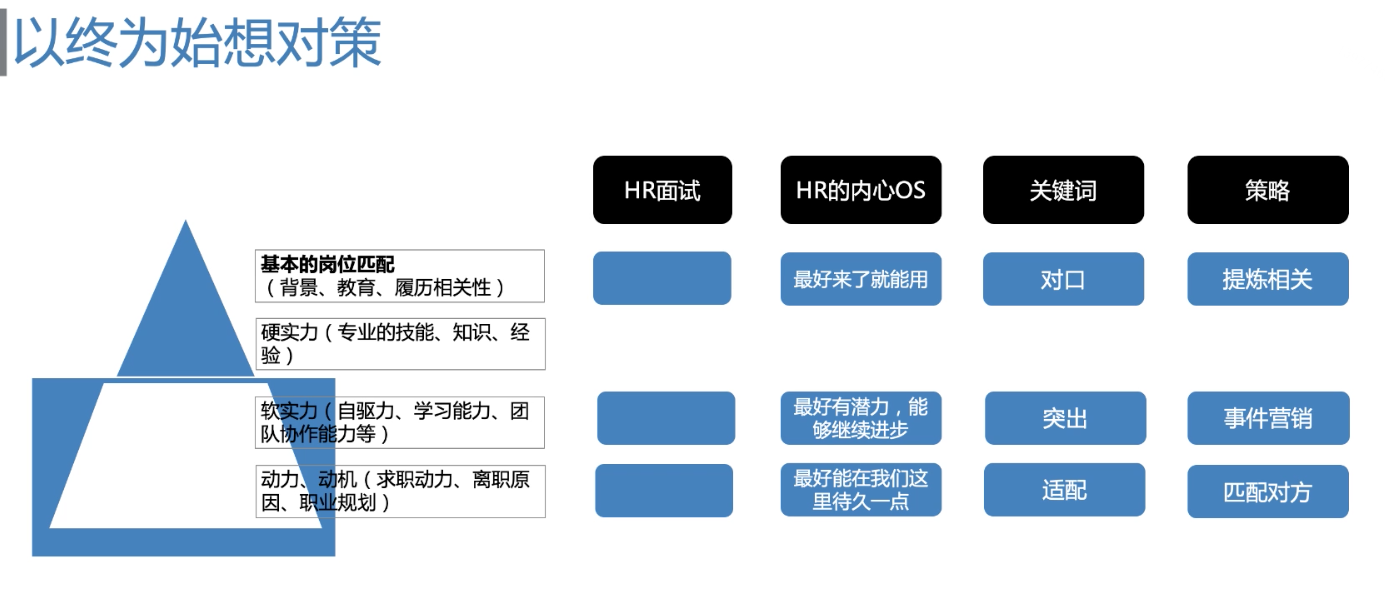 以终为始想对策
HR面试
HR的内心OS
关键词
策略
基本的岗位匹配
（背景、教育、履历相关性）
最好来了就能用
对口
提炼相关
硬实力（专业的技能、知识、经
验）
软实力（自驱力、学习能力、团
队协作能力等）
最好有潜力，能
够继续进步
突出
事件营销
动力、动机（求职动力、离职原
因、职业规划）
最好能在我们这
里待久一点
适配
匹配对方